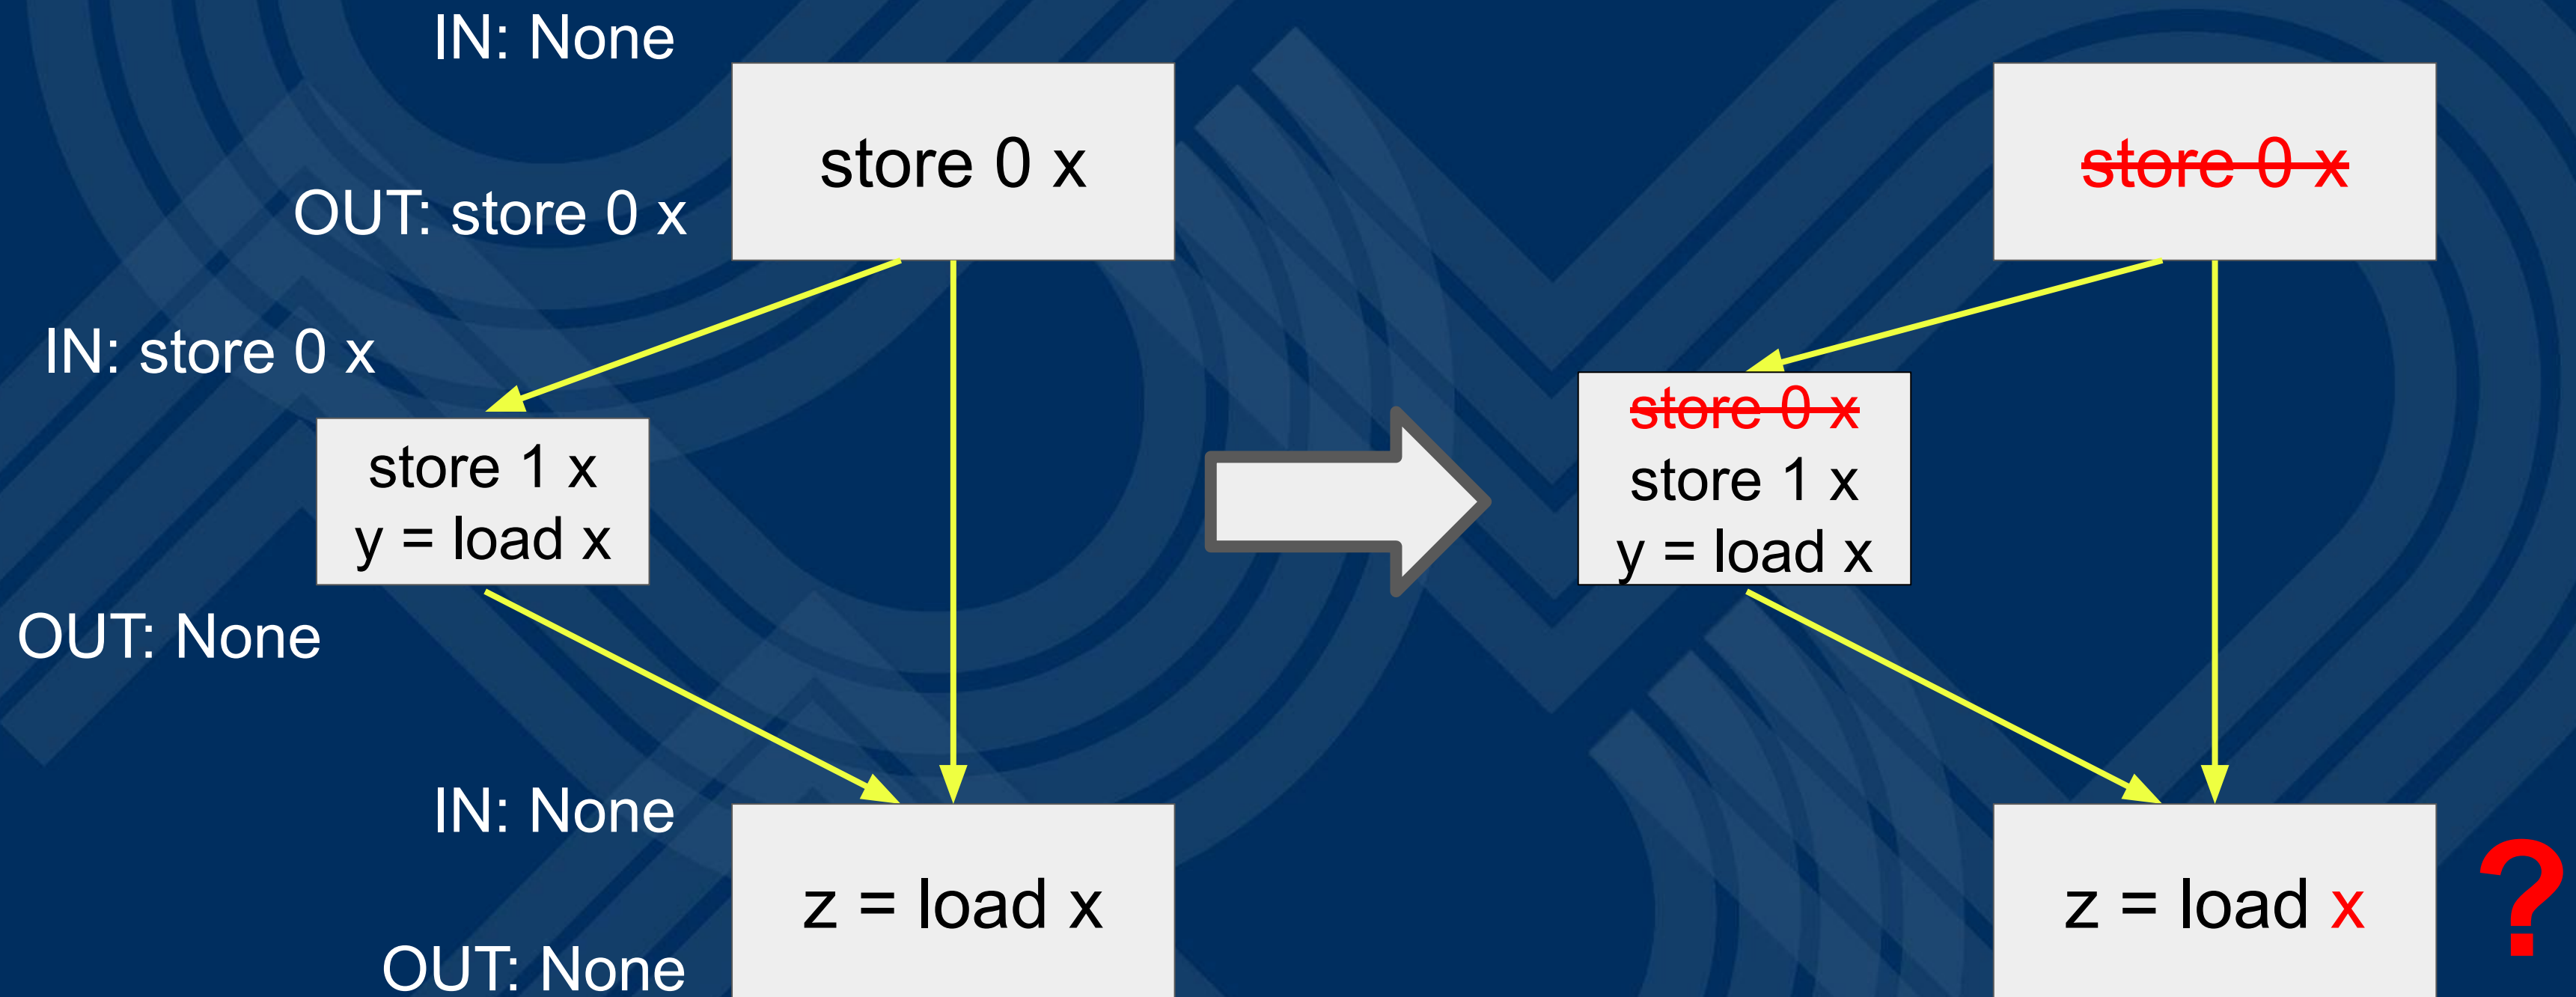 IN: None
store 0 x
OUT: store 0 x
IN: store 0 x
store 1 x
y = load x
OUT: None
IN: None
z = load x
OUT: None
store 0 x
store 0 x
store 1 x
y = load x
z = load x
?